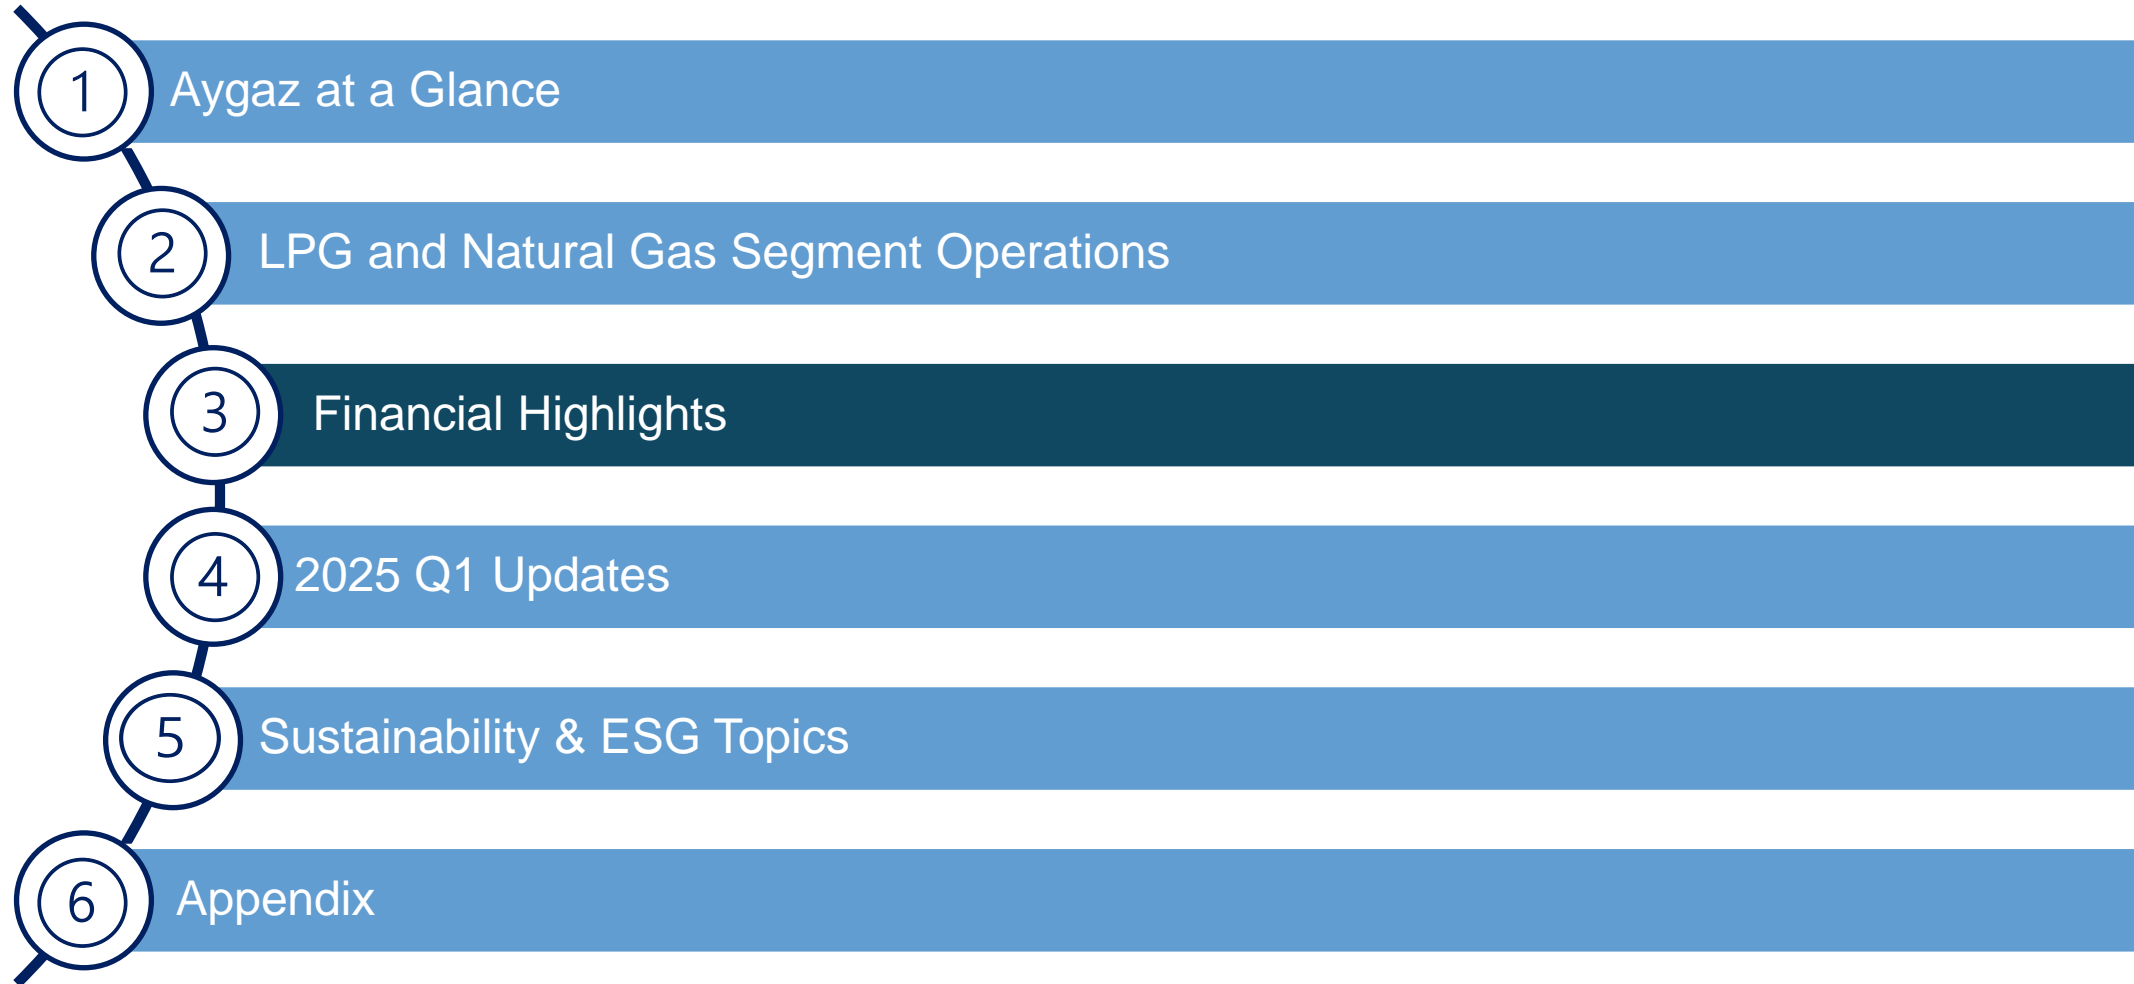 1 Aygaz at a Glance
2 LPG and Natural Gas Segment Operations
3 Financial Highlights
4 2025 Q1 Updates
5 Sustainability & ESG Topics
6 Appendix